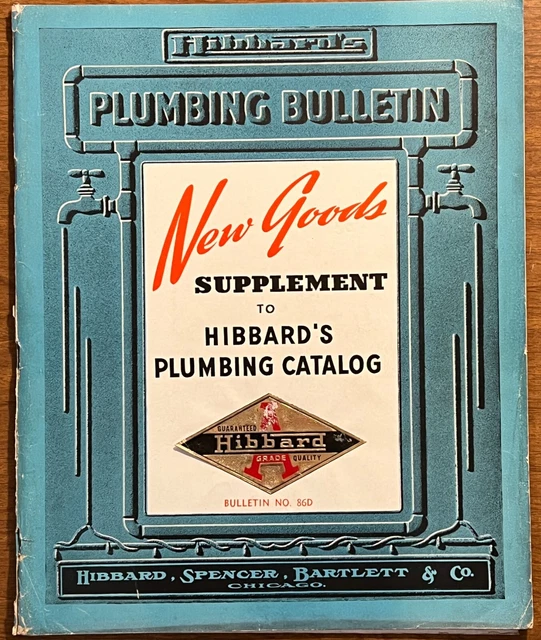 Hibbard's
PLUMBING BULLETIN
New Goods
SUPPLEMENT
TO
HIBBARD'S
PLUMBING CATALOG
GUARANTEED
Hibbard
A
GRADE QUALITY
BULLETIN NO. 86D
HIBBARD, SPENCER, BARTLETT & CO.
CHICAGO.